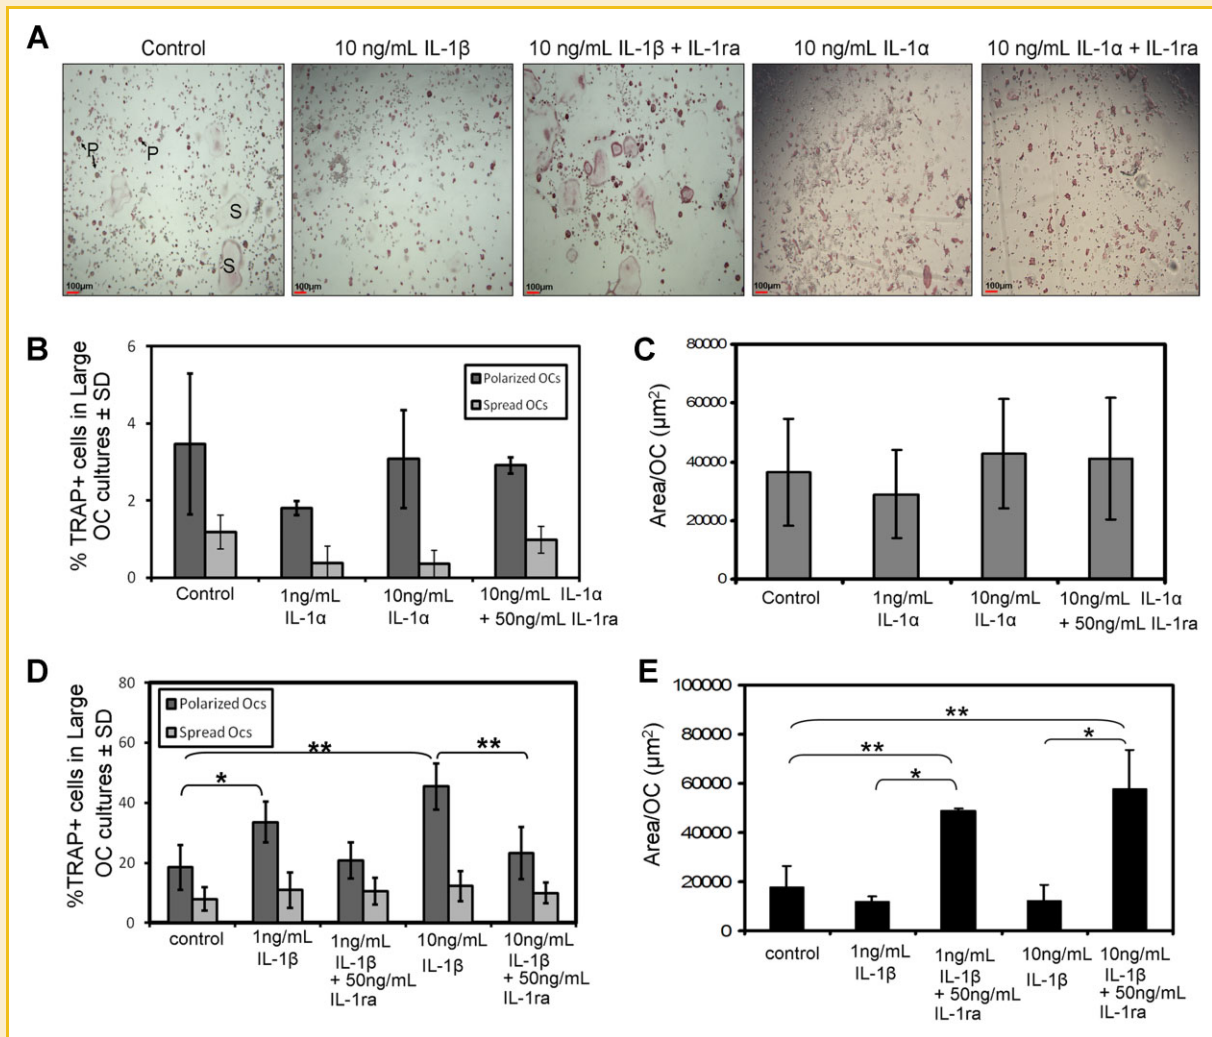 A
Control
10 ng/mL IL-1β
10 ng/mL IL-1β + IL-1ra
10 ng/mL IL-1α
10 ng/mL IL-1α + IL-1ra
P
P
S
S
100µm
100µm
100µm
100µm
100µm
B
% TRAP+ cells in Large
OC cultures ± SD
6
4
2
0
Polarized OCs
Spread OCs
Control
1ng/mL
IL-1α
10ng/mL
IL-1α
10ng/mL IL-1α
+ 50ng/mL IL-1ra
C
Area/OC (µm²)
80000
60000
40000
20000
0
Control
1ng/mL
IL-1α
10ng/mL
IL-1α
10ng/mL IL-1α
+ 50ng/mL IL-1ra
D
%TRAP+ cells in Large
OC cultures ± SD
80
60
40
20
0
Polarized Ocs
Spread Ocs
*
**
**
control
1ng/mL
IL-1β
1ng/mL
IL-1β
+ 50ng/mL
IL-1ra
10ng/mL
IL-1β
10ng/mL
IL-1β
+ 50ng/mL
IL-1ra
E
Area/OC (µm²)
100000
80000
60000
40000
20000
0
**
**
*
*
control
1ng/mL
IL-1β
1ng/mL
IL-1β
+ 50ng/mL
IL-1ra
10ng/mL
IL-1β
10ng/mL
IL-1β
+ 50ng/mL
IL-1ra